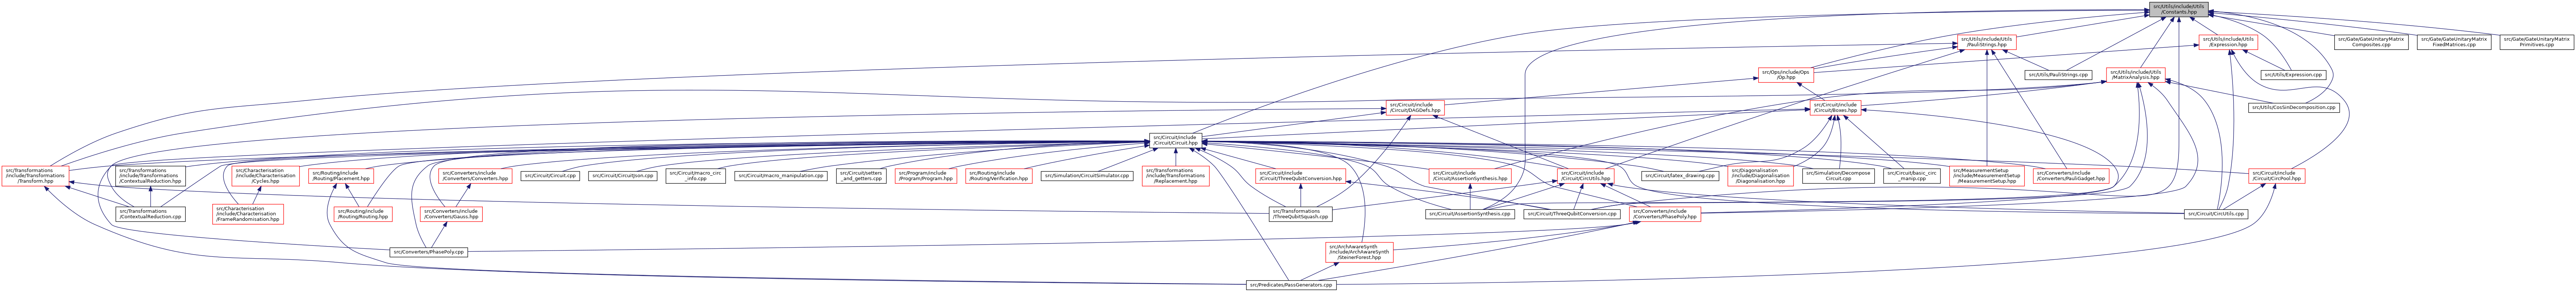 src/Utils/include/Utils
/Constants.hpp
src/Utils/include/Utils
/PauliStrings.hpp
src/Utils/include/Utils
/Expression.hpp
src/Gate/GateUnitaryMatrix
Composites.cpp
src/Gate/GateUnitaryMatrix
FixedMatrices.cpp
src/Gate/GateUnitaryMatrix
Primitives.cpp
src/Ops/include/Ops
/Op.hpp
src/Utils/PauliStrings.cpp
src/Utils/include/Utils
/MatrixAnalysis.hpp
src/Utils/Expression.cpp
src/Circuit/include
/Circuit/DAGDefs.hpp
src/Circuit/include
/Circuit/Boxes.hpp
src/Utils/CosSinDecomposition.cpp
src/Circuit/include
/Circuit/Circuit.hpp
src/Transformations
/include/Transformations
/Transform.hpp
src/Transformations
/include/Transformations
/ContextualReduction.hpp
src/Characterisation
/include/Characterisation
/Cycles.hpp
src/Routing/include
/Routing/Placement.hpp
src/Converters/include
/Converters/Converters.hpp
src/Circuit/Circuit.cpp
src/Circuit/CircuitJson.cpp
src/Circuit/macro_circ
_info.cpp
src/Circuit/macro_manipulation.cpp
src/Circuit/setters
_and_getters.cpp
src/Program/include
/Program/Program.hpp
src/Routing/include
/Routing/Verification.hpp
src/Simulation/CircuitSimulator.cpp
src/Transformations
/include/Transformations
/Replacement.hpp
src/Circuit/include
/Circuit/ThreeQubitConversion.hpp
src/Circuit/include
/Circuit/AssertionSynthesis.hpp
src/Circuit/include
/Circuit/CircUtils.hpp
src/Circuit/latex_drawing.cpp
src/Diagonalisation
/include/Diagonalisation
/Diagonalisation.hpp
src/Simulation/Decompose
Circuit.cpp
src/Circuit/basic_circ
_manip.cpp
src/MeasurementSetup
/include/MeasurementSetup
/MeasurementSetup.hpp
src/Converters/include
/Converters/PauliGadget.hpp
src/Circuit/include
/Circuit/CircPool.hpp
src/Transformations
/ContextualReduction.cpp
src/Characterisation
/include/Characterisation
/FrameRandomisation.hpp
src/Routing/include
/Routing/Routing.hpp
src/Converters/include
/Converters/Gauss.hpp
src/Transformations
/ThreeQubitSquash.cpp
src/Circuit/AssertionSynthesis.cpp
src/Circuit/ThreeQubitConversion.cpp
src/Converters/include
/Converters/PhasePoly.hpp
src/Circuit/CircUtils.cpp
src/Converters/PhasePoly.cpp
src/ArchAwareSynth
/include/ArchAwareSynth
/SteinerForest.hpp
src/Predicates/PassGenerators.cpp